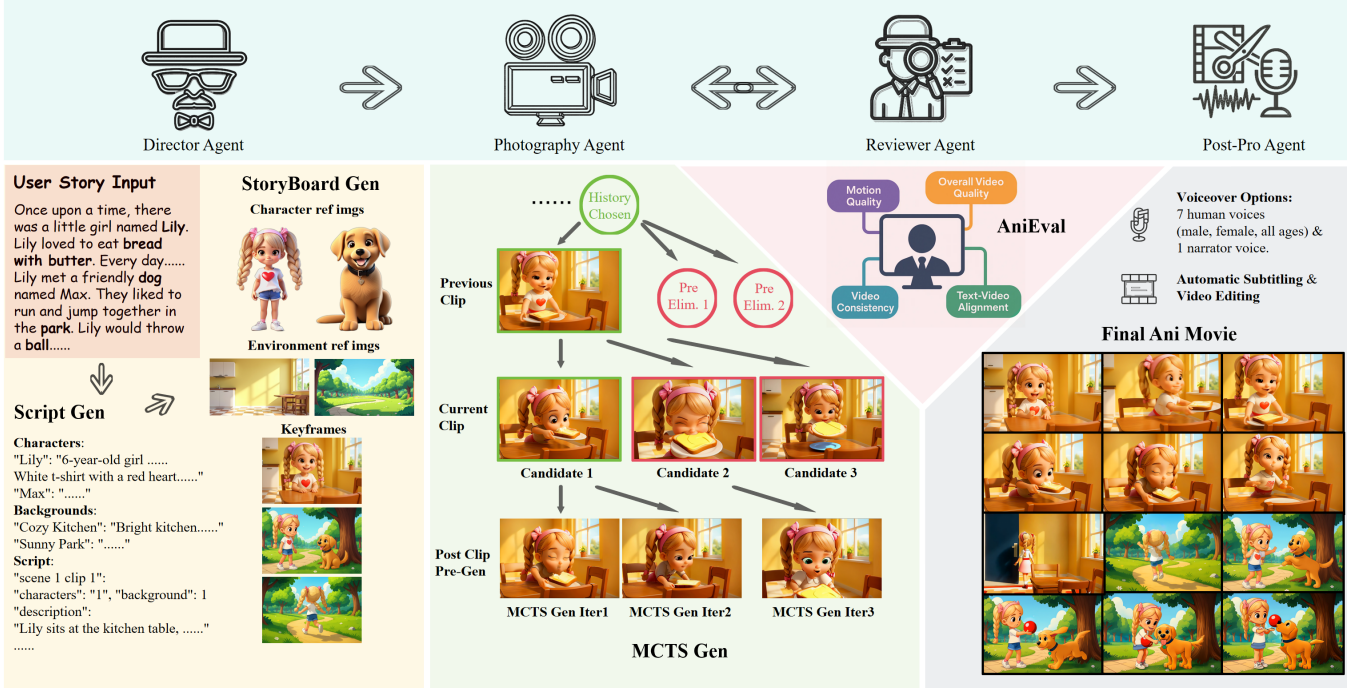 Director Agent
Photography Agent
Reviewer Agent
Post-Pro Agent
User Story Input
Once upon a time, there
was a little girl named Lily.
Lily loved to eat bread
with butter. Every day......
Lily met a friendly dog
named Max. They liked to
run and jump together in
the park. Lily would throw
a ball......
Script Gen
Characters:
"Lily": "6-year-old girl ......
White t-shirt with a red heart......"
"Max": "......"
Backgrounds:
"Cozy Kitchen": "Bright kitchen......"
"Sunny Park": "......"
Script:
"scene 1 clip 1":
"characters": "1", "background": 1
"description":
"Lily sits at the kitchen table, ......"
......
StoryBoard Gen
Character ref imgs
Environment ref imgs
Keyframes
......
History
Chosen
Previous
Clip
Pre
Elim. 1
Pre
Elim. 2
Current
Clip
Candidate 1
Candidate 2
Candidate 3
Post Clip
Pre-Gen
MCTS Gen Iter1
MCTS Gen Iter2
MCTS Gen Iter3
MCTS Gen
Motion
Quality
Overall Video
Quality
AniEval
Video
Consistency
Text-Video
Alignment
Voiceover Options:
7 human voices
(male, female, all ages) &
1 narrator voice.
Automatic Subtitling &
Video Editing
Final Ani Movie